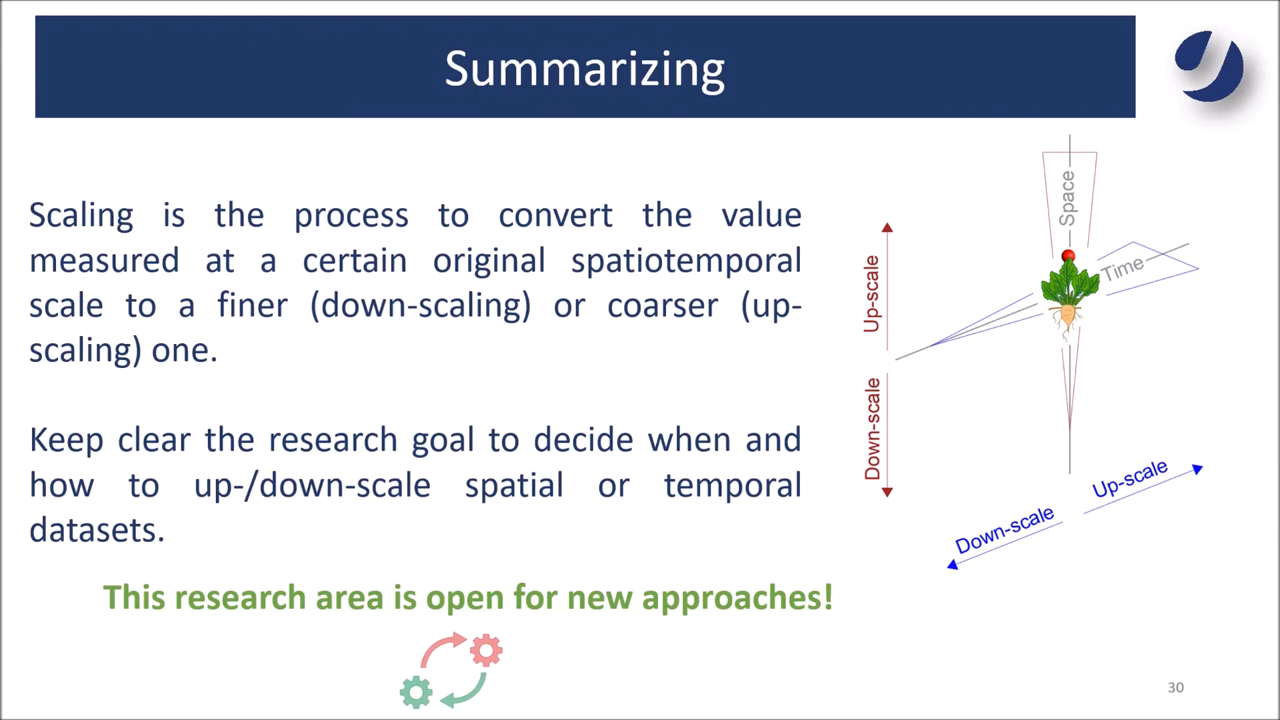 Summarizing
Scaling is the process to convert the value
measured at a certain original spatiotemporal
scale to a finer (down-scaling) or coarser (up-
scaling) one.
Keep clear the research goal to decide when and
how to up-/down-scale spatial or temporal
datasets.
This research area is open for new approaches!
Space
Time
Up-scale
Down-scale
Up-scale
Down-scale
30